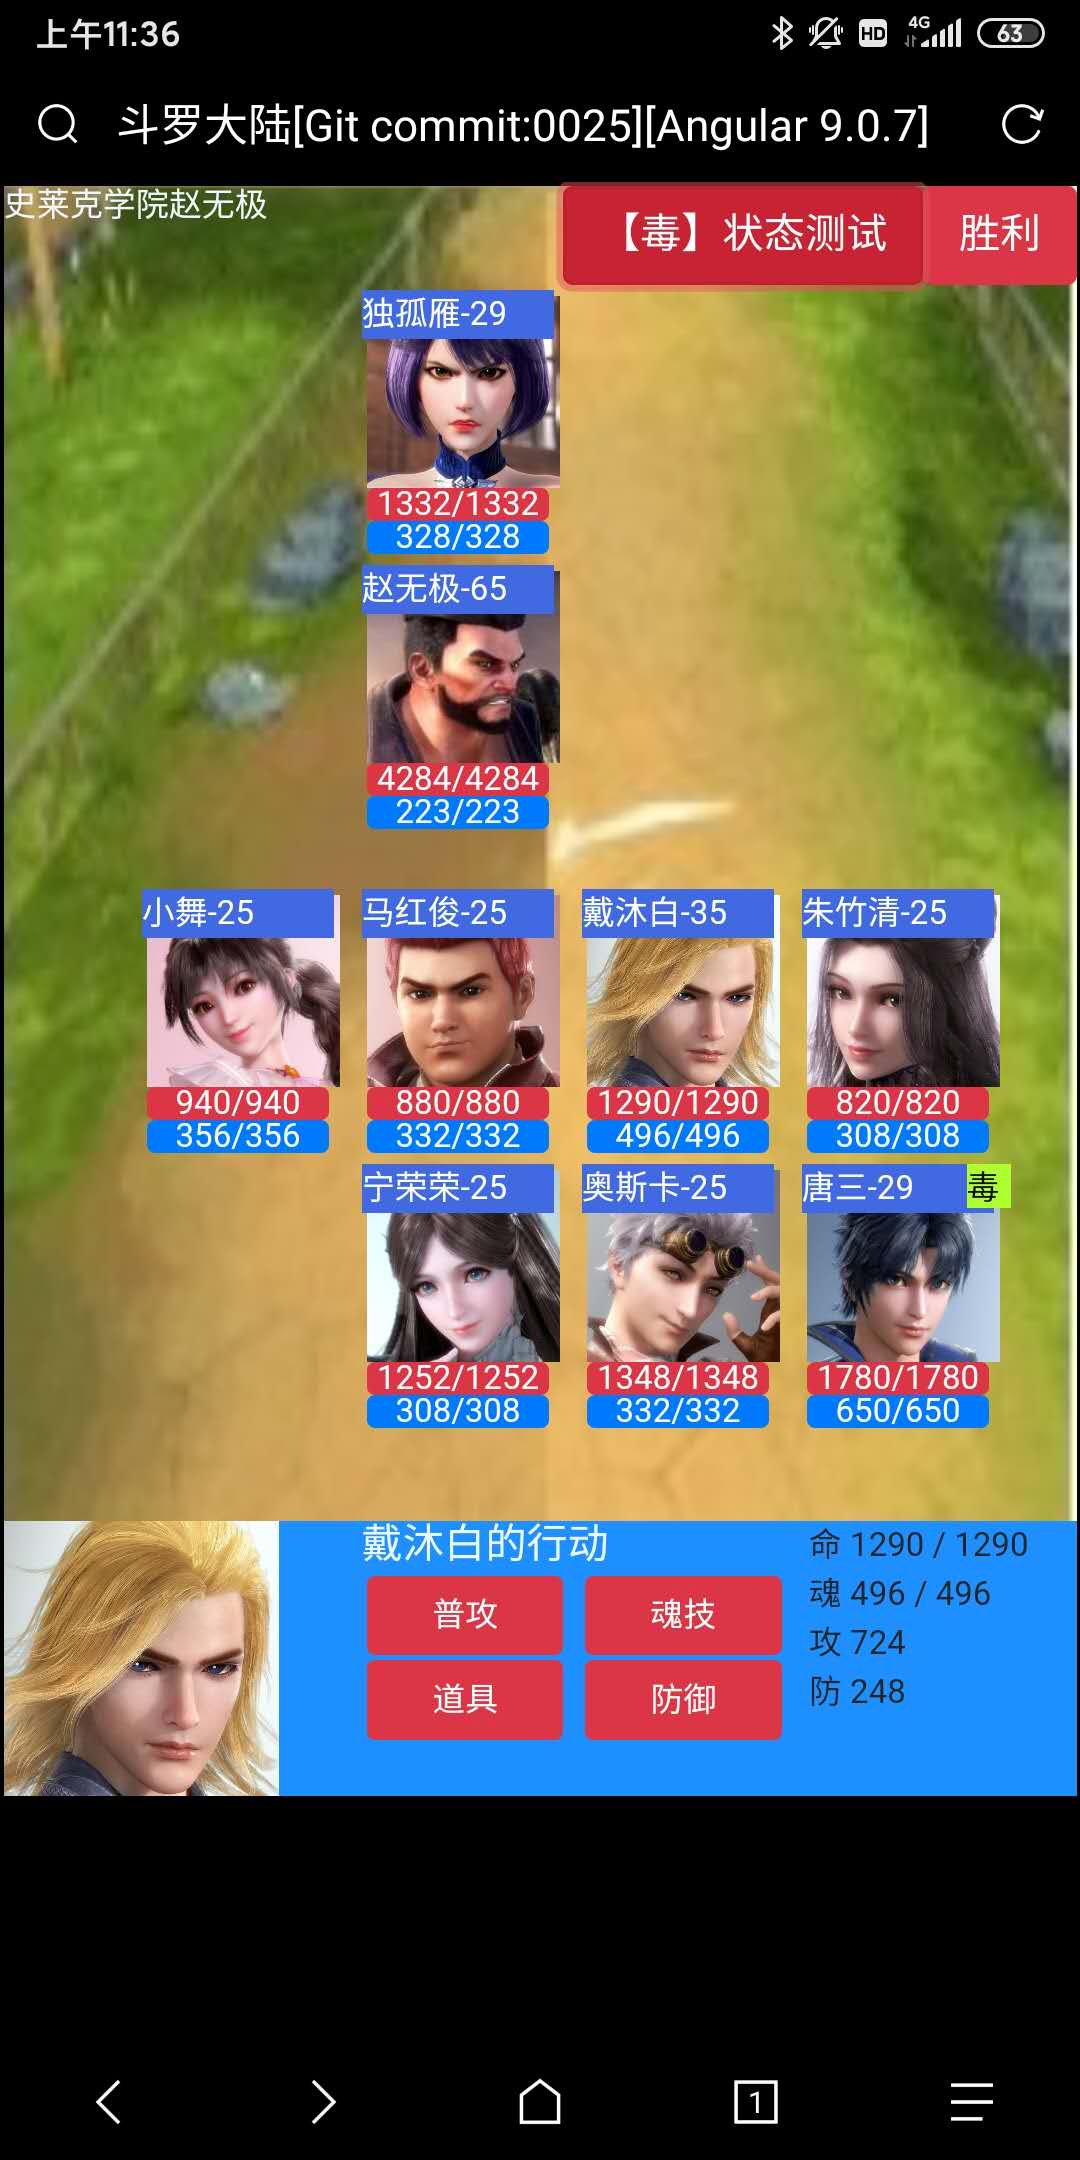 上午11:36
HD 4G 63
斗罗大陆[Git commit:0025][Angular 9.0.7]
史莱克学院赵无极
【毒】状态测试 胜利
独孤雁-29
1332/1332
328/328
赵无极-65
4284/4284
223/223
小舞-25 马红俊-25 戴沐白-35 朱竹清-25
940/940 880/880 1290/1290 820/820
356/356 332/332 496/496 308/308
宁荣荣-25 奥斯卡-25 唐三-29 毒
1252/1252 1348/1348 1780/1780
308/308 332/332 650/650
戴沐白的行动
普攻 魂技
道具 防御
命 1290 / 1290
魂 496 / 496
攻 724
防 248
1